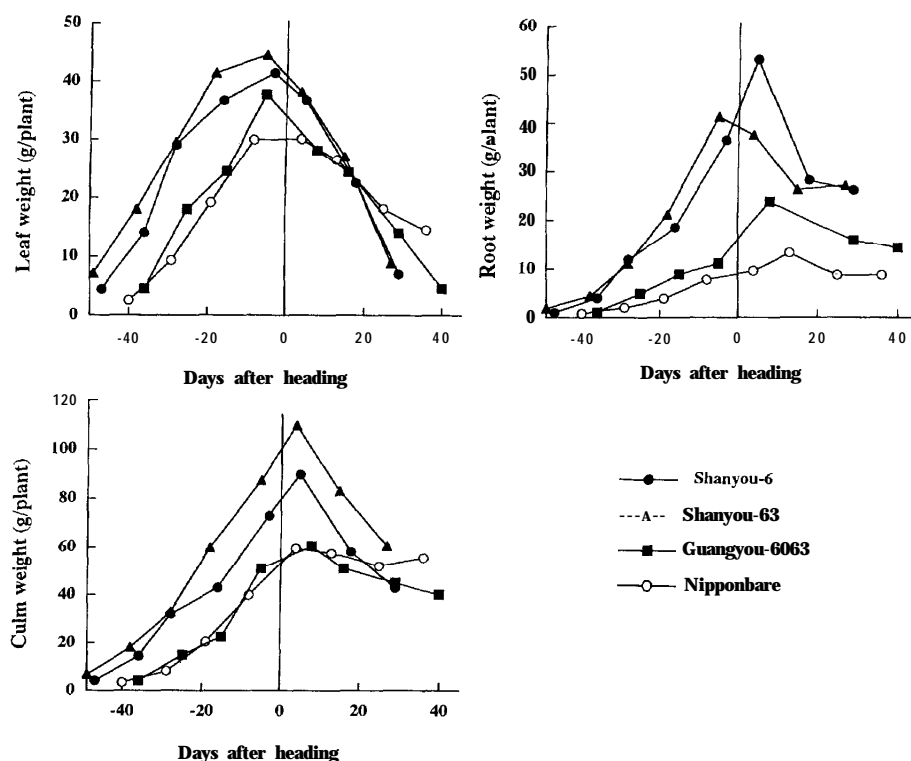 50
40
30
20
10
0
Leaf weight (g/plant)
-40 -20 0 20 40
Days after heading
60
50
40
30
20
10
0
Root weight (g/alant)
-40 -20 0 20 40
Days after heading
120
100
80
60
40
20
0
Culm weight (g/plant)
-40 -20 0 20 40
Days after heading
Shanyou-6
---A-- Shanyou-63
Guangyou-6063
Nipponbare